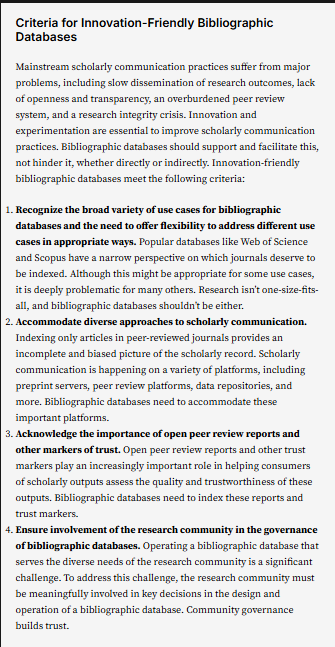 Criteria for Innovation-Friendly Bibliographic
Databases
Mainstream scholarly communication practices suffer from major
problems, including slow dissemination of research outcomes, lack
of openness and transparency, an overburdened peer review
system, and a research integrity crisis. Innovation and
experimentation are essential to improve scholarly communication
practices. Bibliographic databases should support and facilitate this,
not hinder it, whether directly or indirectly. Innovation-friendly
bibliographic databases meet the following criteria:
1. Recognize the broad variety of use cases for bibliographic
databases and the need to offer flexibility to address different use
cases in appropriate ways. Popular databases like Web of Science
and Scopus have a narrow perspective on which journals deserve to
be indexed. Although this might be appropriate for some use cases,
it is deeply problematic for many others. Research isn't one-size-fits-
all, and bibliographic databases shouldn't be either.
2. Accommodate diverse approaches to scholarly communication.
Indexing only articles in peer-reviewed journals provides an
incomplete and biased picture of the scholarly record. Scholarly
communication is happening on a variety of platforms, including
preprint servers, peer review platforms, data repositories, and
more. Bibliographic databases need to accommodate these
important platforms.
3. Acknowledge the importance of open peer review reports and
other markers of trust. Open peer review reports and other trust
markers play an increasingly important role in helping consumers
of scholarly outputs assess the quality and trustworthiness of these
outputs. Bibliographic databases need to index these reports and
trust markers.
4. Ensure involvement of the research community in the governance
of bibliographic databases. Operating a bibliographic database that
serves the diverse needs of the research community is a significant
challenge. To address this challenge, the research community must
be meaningfully involved in key decisions in the design and
operation of a bibliographic database. Community governance
builds trust.